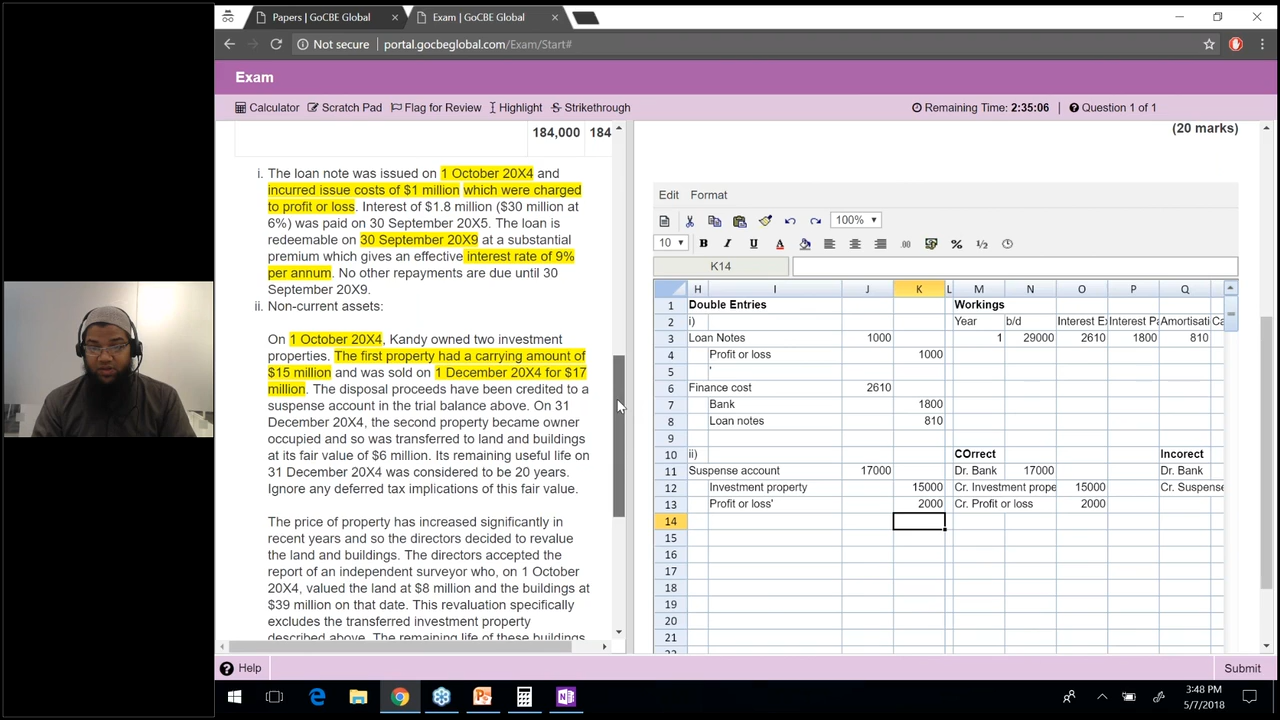 Papers | GoCBE Global
Exam | GoCBE Global
Not secure
portal.gocbeglobal.com/Exam/Start#
Exam
Calculator
Scratch Pad
Flag for Review
Highlight
Strikethrough
Remaining Time: 2:35:06
Question 1 of 1
184,000 184
i. The loan note was issued on 1 October 20X4 and
incurred issue costs of $1 million which were charged
to profit or loss. Interest of $1.8 million ($30 million at
6%) was paid on 30 September 20X5. The loan is
redeemable on 30 September 20X9 at a substantial
premium which gives an effective interest rate of 9%
per annum. No other repayments are due until 30
September 20X9.
ii. Non-current assets:
On 1 October 20X4, Kandy owned two investment
properties. The first property had a carrying amount of
$15 million and was sold on 1 December 20X4 for $17
million. The disposal proceeds have been credited to a
suspense account in the trial balance above. On 31
December 20X4, the second property became owner
occupied and so was transferred to land and buildings
at its fair value of $6 million. Its remaining useful life on
31 December 20X4 was considered to be 20 years.
Ignore any deferred tax implications of this fair value.
The price of property has increased significantly in
recent years and so the directors decided to revalue
the land and buildings. The directors accepted the
report of an independent surveyor who, on 1 October
20X4, valued the land at $8 million and the buildings at
$39 million on that date. This revaluation specifically
excludes the transferred investment property
described above. The remaining life of these buildings
(20 marks)
Edit Format
100%
10 B I U A .00 % 1/2
K14
H I J K L M N O P Q
1 Double Entries Workings
2 i) Year b/d Interest E Interest P Amortisati Ca
3 Loan Notes 1000 1 29000 2610 1800 810
4 Profit or loss 1000
5 '
6 Finance cost 2610
7 Bank 1800
8 Loan notes 810
9
10 ii) COrrect Incorect
11 Suspense account 17000 Dr. Bank 17000 Dr. Bank
12 Investment property 15000 Cr. Investment prope 15000 Cr. Suspens
13 Profit or loss' 2000 Cr. Profit or loss 2000
14
15
16
17
18
19
20
21
Help
Submit
3:48 PM
5/7/2018